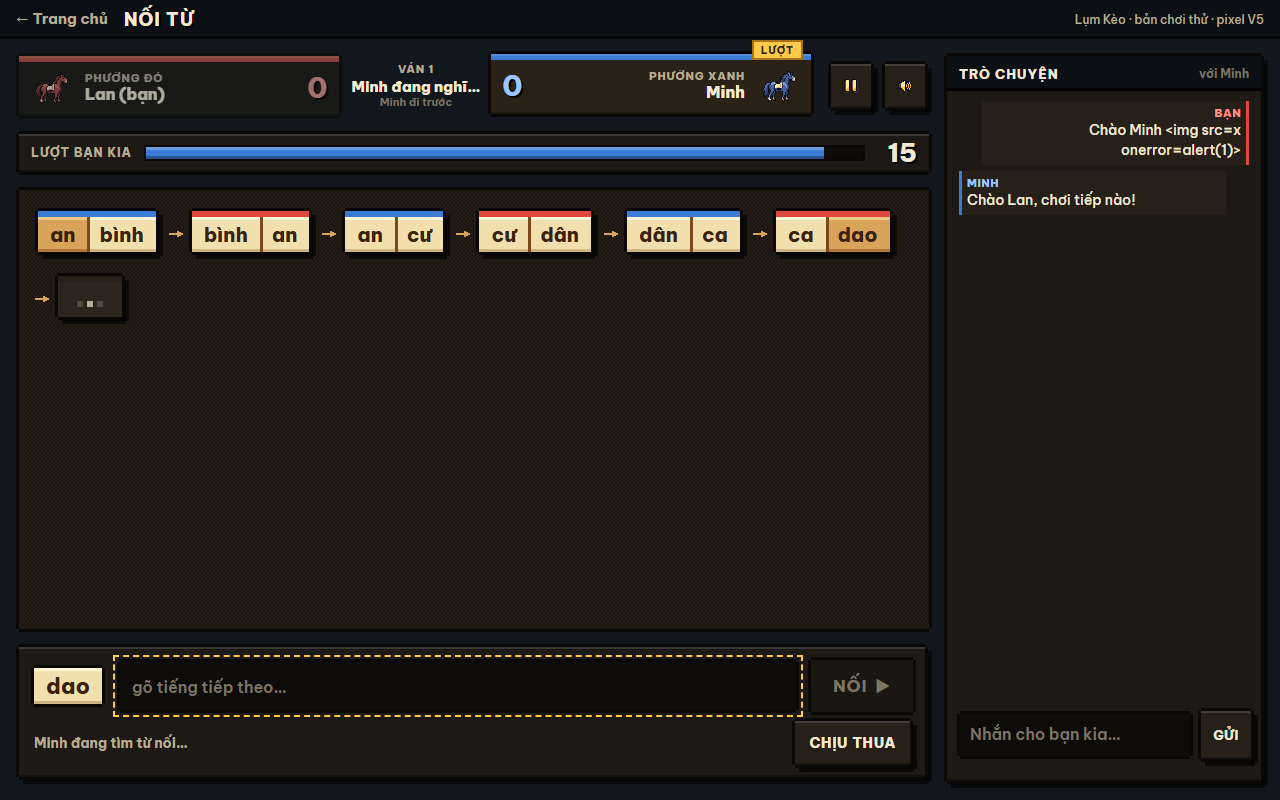 ← Trang chủ NỐI TỪ
Lụm Kèo · bản chơi thử · pixel V5
PHƯƠNG ĐỎ
Lan (bạn)
0
VÁN 1
Minh đang nghĩ...
Minh đi trước
LƯỢT
0
PHƯƠNG XANH
Minh
LƯỢT BẠN KIA
15
an bình → bình an → an cư → cư dân → dân ca → ca dao
→ ...
dao
gõ tiếng tiếp theo...
NỐI ▶
Minh đang tìm từ nối...
CHỊU THUA
TRÒ CHUYỆN
với Minh
BẠN
Chào Minh <img src=x
onerror=alert(1)>
MINH
Chào Lan, chơi tiếp nào!
Nhắn cho bạn kia...
GỬI